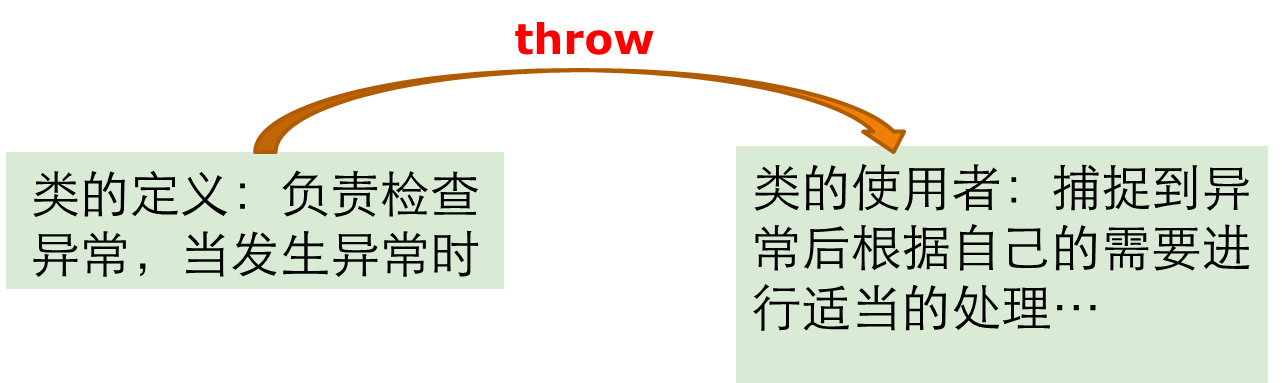 throw
类的定义：负责检查
异常，当发生异常时
类的使用者：捕捉到异
常后根据自己的需要进
行适当的处理…